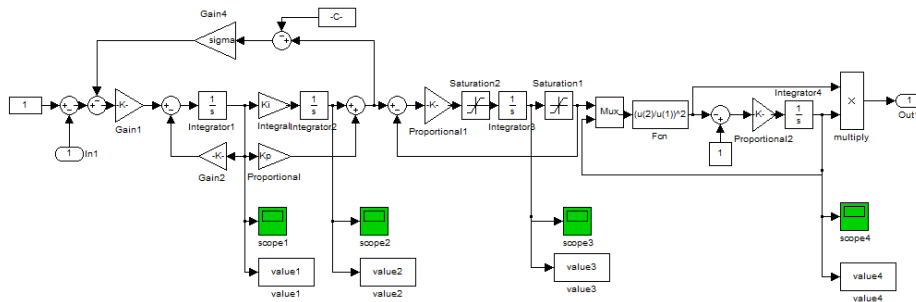 Gain4
-C-
sigma
1
-K-
Gain1
1
In1
1
s
Integrator1
Ki
Integral
1
s
Integrator2
-K-
Gain2
Kp
Proportional
-K-
Proportional1
Saturation2
1
s
Integrator3
Saturation1
Mux
(u(2)/u(1))^2
Fcn
1
K-
Proportional2
Integrator4
1
s
×
multiply
1
Out1
scope1
scope2
scope3
scope4
value1
value1
value2
value2
value3
value3
value4
value4